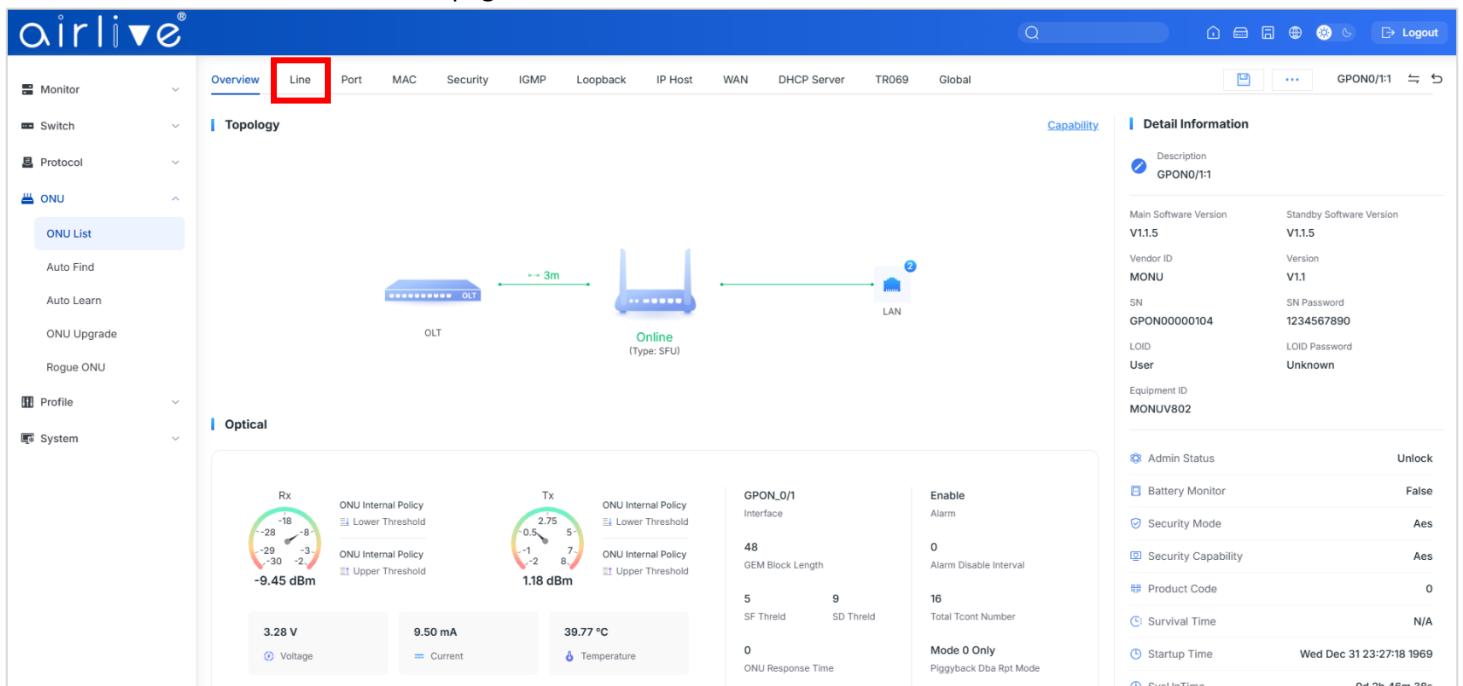 airlive®
Logout
Overview Line Port MAC Security IGMP Loopback IP Host WAN DHCP Server TR069 Global
GPON0/1:1
Monitor
Switch
Protocol
ONU
ONU List
Auto Find
Auto Learn
ONU Upgrade
Rogue ONU
Profile
System
Topology
Capability
3m
OLT
OLT
Online
(Type: SFU)
2
LAN
Optical
Rx
-18
-28 -8
-29 -3
-30 -2
-9.45 dBm
ONU Internal Policy
Lower Threshold
ONU Internal Policy
Upper Threshold
Tx
2.75
0.5 5
-1 7
-2 8
1.18 dBm
ONU Internal Policy
Lower Threshold
ONU Internal Policy
Upper Threshold
3.28 V
Voltage
9.50 mA
Current
39.77 °C
Temperature
GPON_0/1
Interface
Enable
Alarm
48
GEM Block Length
0
Alarm Disable Interval
5 9
SF Threld SD Threld
16
Total Tcont Number
0
ONU Response Time
Mode 0 Only
Piggyback Dba Rpt Mode
Detail Information
Description
GPON0/1:1
Main Software Version Standby Software Version
V1.1.5 V1.1.5
Vendor ID Version
MONU V1.1
SN SN Password
GPON00000104 1234567890
LOID LOID Password
User Unknown
Equipment ID
MONUV802
Admin Status Unlock
Battery Monitor False
Security Mode Aes
Security Capability Aes
Product Code 0
Survival Time N/A
Startup Time Wed Dec 31 23:27:18 1969
SysUpTime 0d 2h 46m 38s